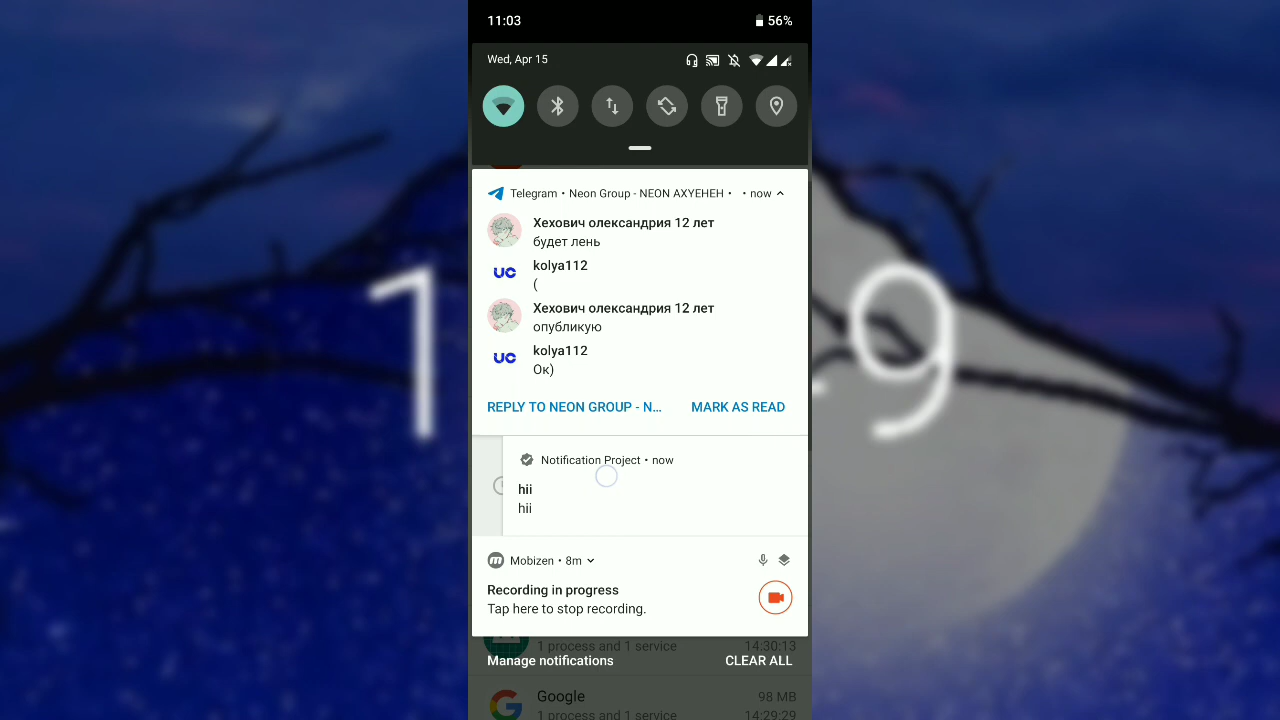 11:03
56%
Wed, Apr 15
Telegram • Neon Group - NEON AXYEHEH • • now
Хехович олександрия 12 лет
будет лень
UC
kolya112
(
Хехович олександрия 12 лет
опубликую
UC
kolya112
Ок)
REPLY TO NEON GROUP - N...
MARK AS READ
Notification Project • now
hii
hii
m
Mobizen • 8m
Recording in progress
Tap here to stop recording.
1 process and 1 service
14:30:13
Manage notifications
CLEAR ALL
Google
98 MB
1 process and 1 service
14:29:29
1
9